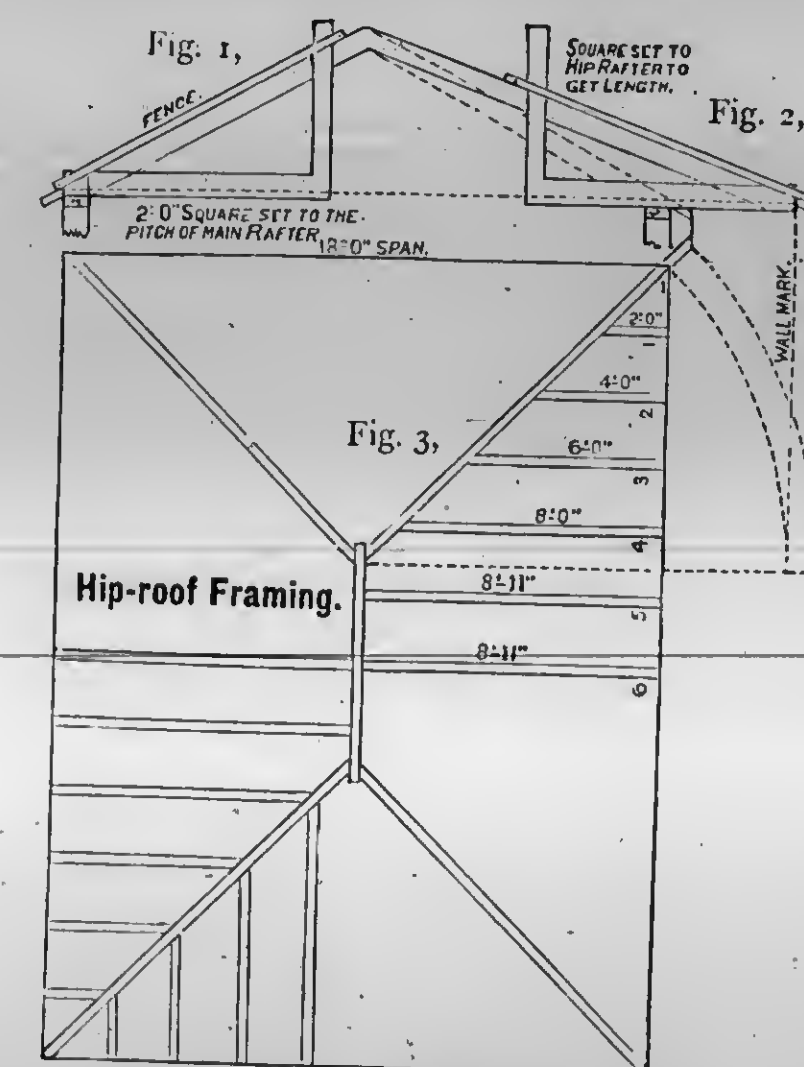 Fig. 1,
FENCE.
SQUARE SET TO
HIP RAFTER TO
GET LENGTH.
Fig. 2,
2'-0" SQUARE SET TO THE
PITCH OF MAIN RAFTER
18'-0" SPAN.
WALL MARK.
1
2'-0"
1
4'-0"
2
Fig. 3,
6'-0"
3
8'-0"
4
Hip-roof Framing.
8'-11"
5
8'-11"
6